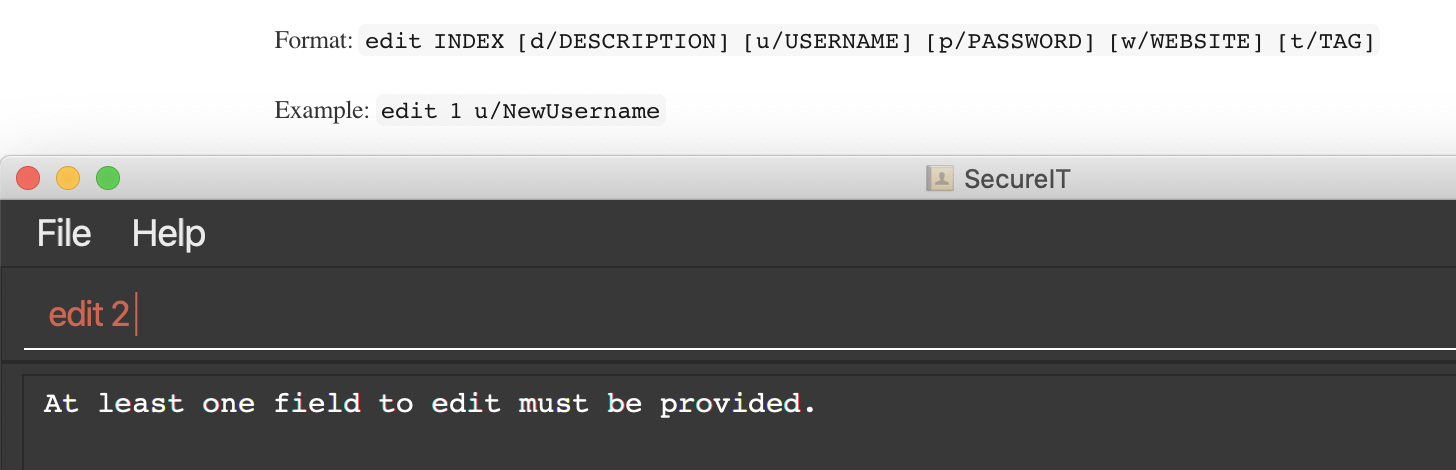 Format: edit INDEX [d/DESCRIPTION] [u/USERNAME] [p/PASSWORD] [w/WEBSITE] [t/TAG]
Example: edit 1 u/NewUsername
SecureIT
File Help
edit 2
At least one field to edit must be provided.